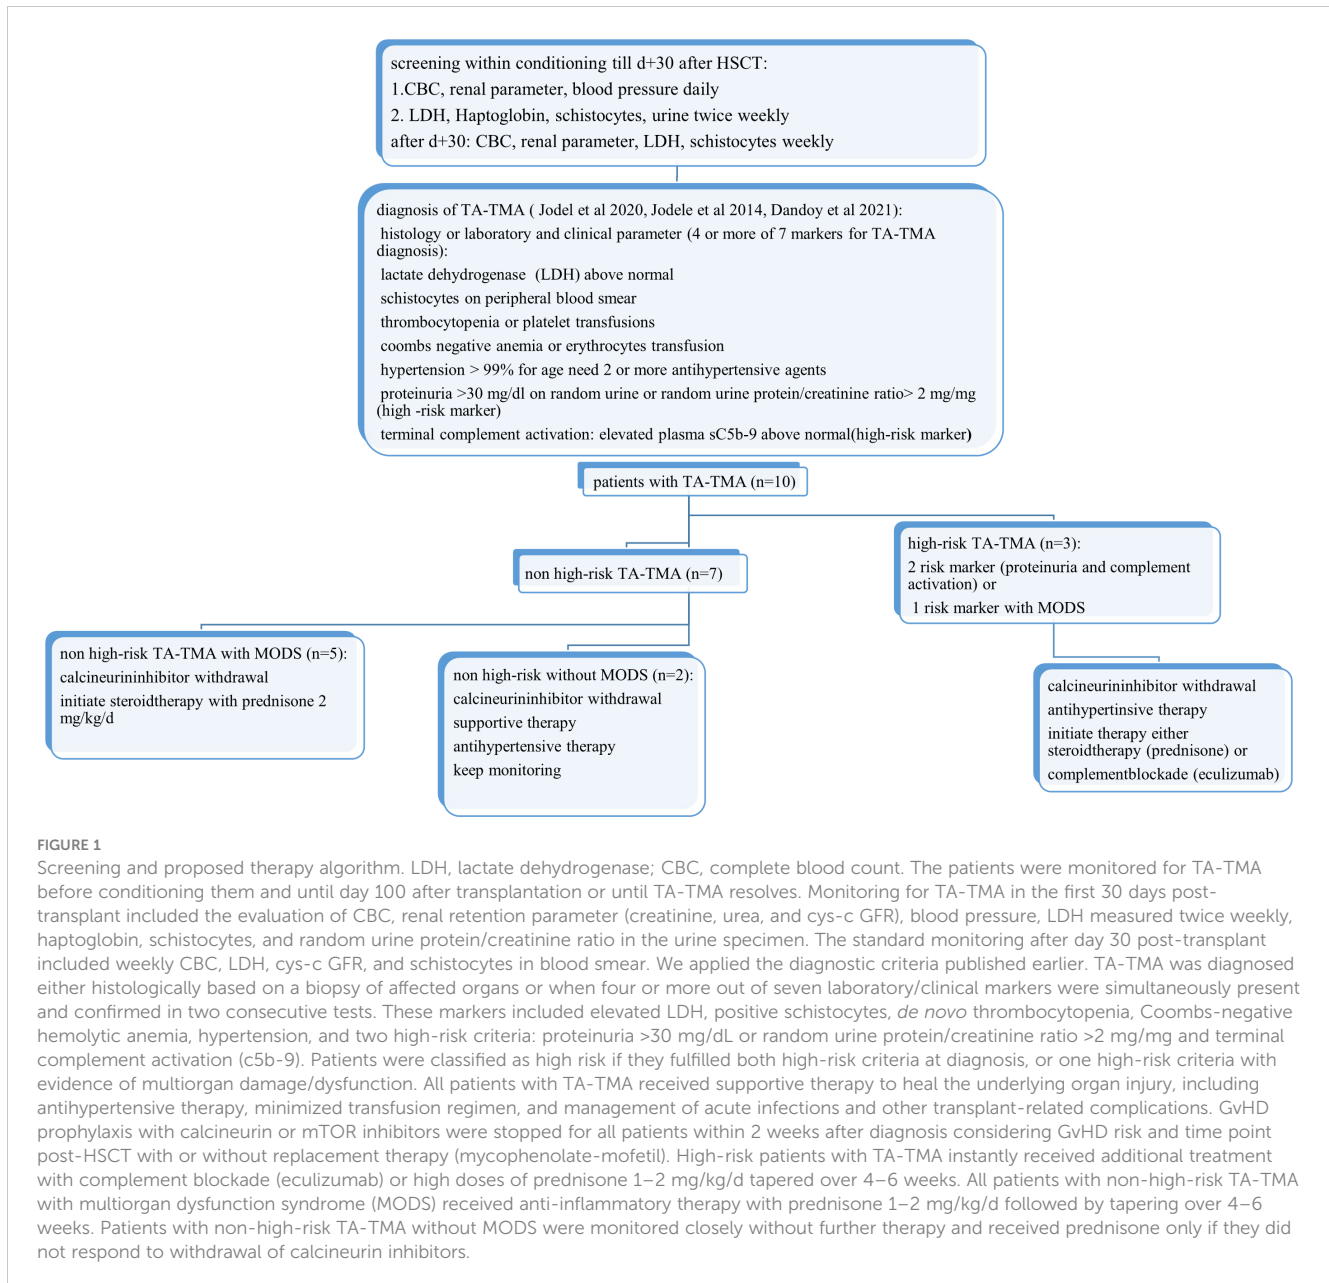 screening within conditioning till d+30 after HSCT:
1.CBC, renal parameter, blood pressure daily
2. LDH, Haptoglobin, schistocytes, urine twice weekly
after d+30: CBC, renal parameter, LDH, schistocytes weekly
diagnosis of TA-TMA ( Jodel et al 2020, Jodele et al 2014, Dandoy et al 2021):
histology or laboratory and clinical parameter (4 or more of 7 markers for TA-TMA
diagnosis):
lactate dehydrogenase (LDH) above normal
schistocytes on peripheral blood smear
thrombocytopenia or platelet transfusions
coombs negative anemia or erythrocytes transfusion
hypertension > 99% for age need 2 or more antihypertensive agents
proteinuria >30 mg/dl on random urine or random urine protein/creatinine ratio> 2 mg/mg
(high -risk marker)
terminal complement activation: elevated plasma sC5b-9 above normal(high-risk marker)
patients with TA-TMA (n=10)
non high-risk TA-TMA (n=7)
high-risk TA-TMA (n=3):
2 risk marker (proteinuria and complement
activation) or
1 risk marker with MODS
non high-risk TA-TMA with MODS (n=5):
calcineurininhibitor withdrawal
initiate steroidtherapy with prednisone 2
mg/kg/d
non high-risk without MODS (n=2):
calcineurininhibitor withdrawal
supportive therapy
antihypertensive therapy
keep monitoring
calcineurininhibitor withdrawal
antihypertinsive therapy
initiate therapy either
steroidtherapy (prednisone) or
complementblockade (eculizumab)
FIGURE 1
Screening and proposed therapy algorithm. LDH, lactate dehydrogenase; CBC, complete blood count. The patients were monitored for TA-TMA
before conditioning them and until day 100 after transplantation or until TA-TMA resolves. Monitoring for TA-TMA in the first 30 days post-
transplant included the evaluation of CBC, renal retention parameter (creatinine, urea, and cys-c GFR), blood pressure, LDH measured twice weekly,
haptoglobin, schistocytes, and random urine protein/creatinine ratio in the urine specimen. The standard monitoring after day 30 post-transplant
included weekly CBC, LDH, cys-c GFR, and schistocytes in blood smear. We applied the diagnostic criteria published earlier. TA-TMA was diagnosed
either histologically based on a biopsy of affected organs or when four or more out of seven laboratory/clinical markers were simultaneously present
and confirmed in two consecutive tests. These markers included elevated LDH, positive schistocytes, de novo thrombocytopenia, Coombs-negative
hemolytic anemia, hypertension, and two high-risk criteria: proteinuria >30 mg/dL or random urine protein/creatinine ratio >2 mg/mg and terminal
complement activation (c5b-9). Patients were classified as high risk if they fulfilled both high-risk criteria at diagnosis, or one high-risk criteria with
evidence of multiorgan damage/dysfunction. All patients with TA-TMA received supportive therapy to heal the underlying organ injury, including
antihypertensive therapy, minimized transfusion regimen, and management of acute infections and other transplant-related complications. GvHD
prophylaxis with calcineurin or mTOR inhibitors were stopped for all patients within 2 weeks after diagnosis considering GvHD risk and time point
post-HSCT with or without replacement therapy (mycophenolate-mofetil). High-risk patients with TA-TMA instantly received additional treatment
with complement blockade (eculizumab) or high doses of prednisone 1–2 mg/kg/d tapered over 4–6 weeks. All patients with non-high-risk TA-TMA
with multiorgan dysfunction syndrome (MODS) received anti-inflammatory therapy with prednisone 1–2 mg/kg/d followed by tapering over 4–6
weeks. Patients with non-high-risk TA-TMA without MODS were monitored closely without further therapy and received prednisone only if they did
not respond to withdrawal of calcineurin inhibitors.